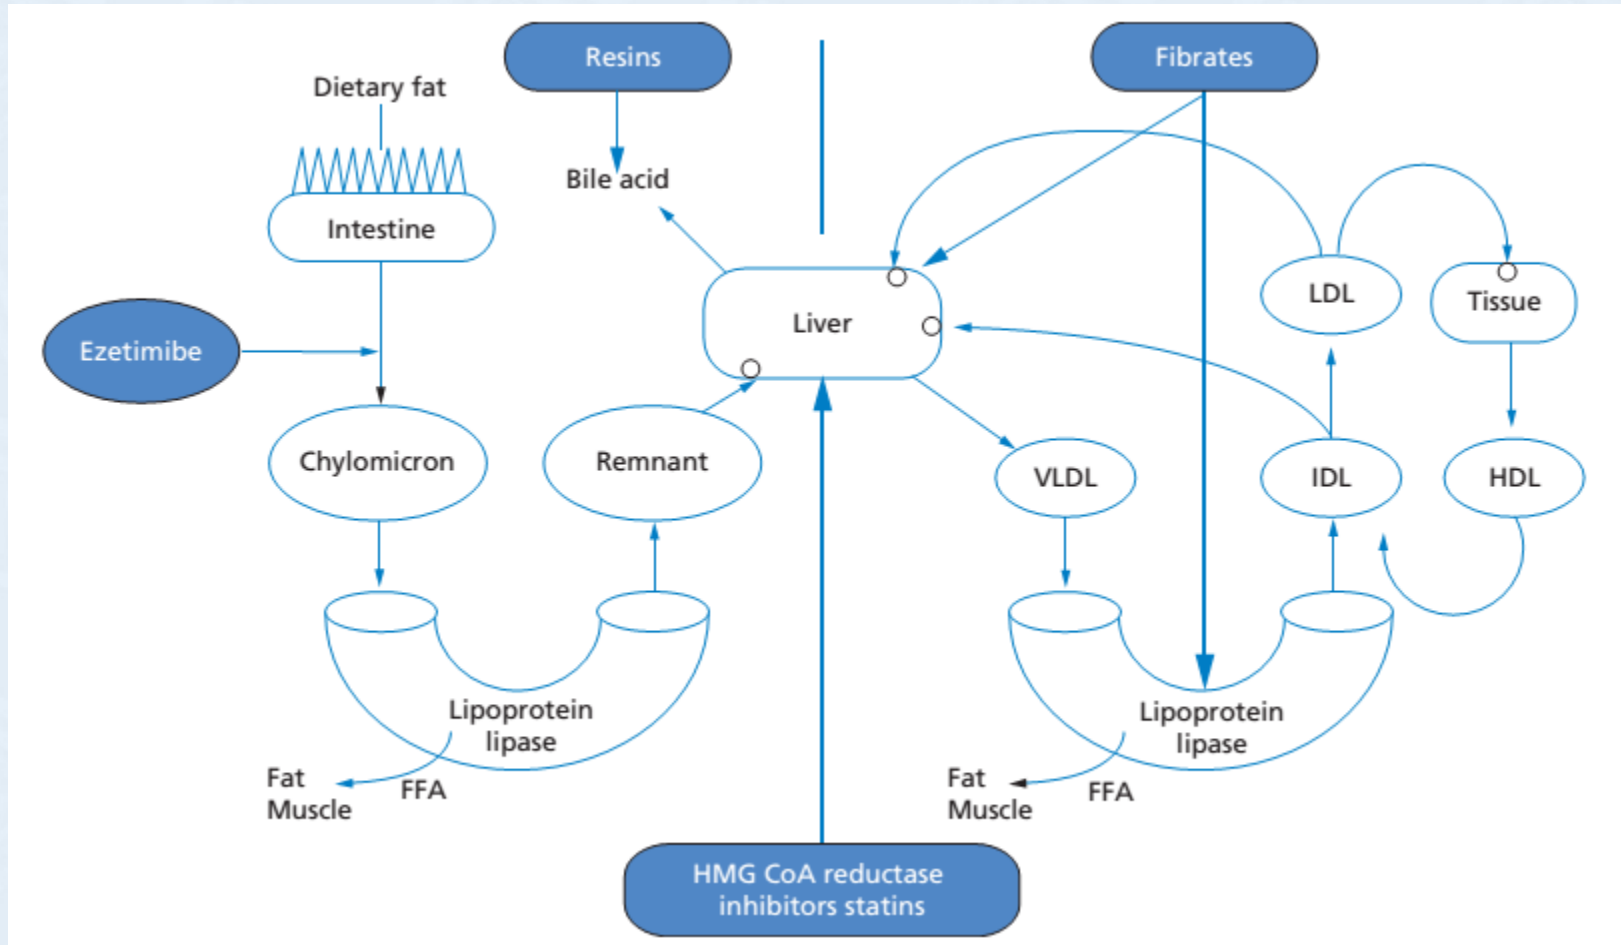 Resins
Fibrates
Dietary fat
Bile acid
Intestine
LDL
Tissue
Liver
Ezetimibe
Chylomicron
Remnant
VLDL
IDL
HDL
Lipoprotein
lipase
Lipoprotein
lipase
Fat
Muscle
FFA
Fat
Muscle
FFA
HMG CoA reductase
inhibitors statins